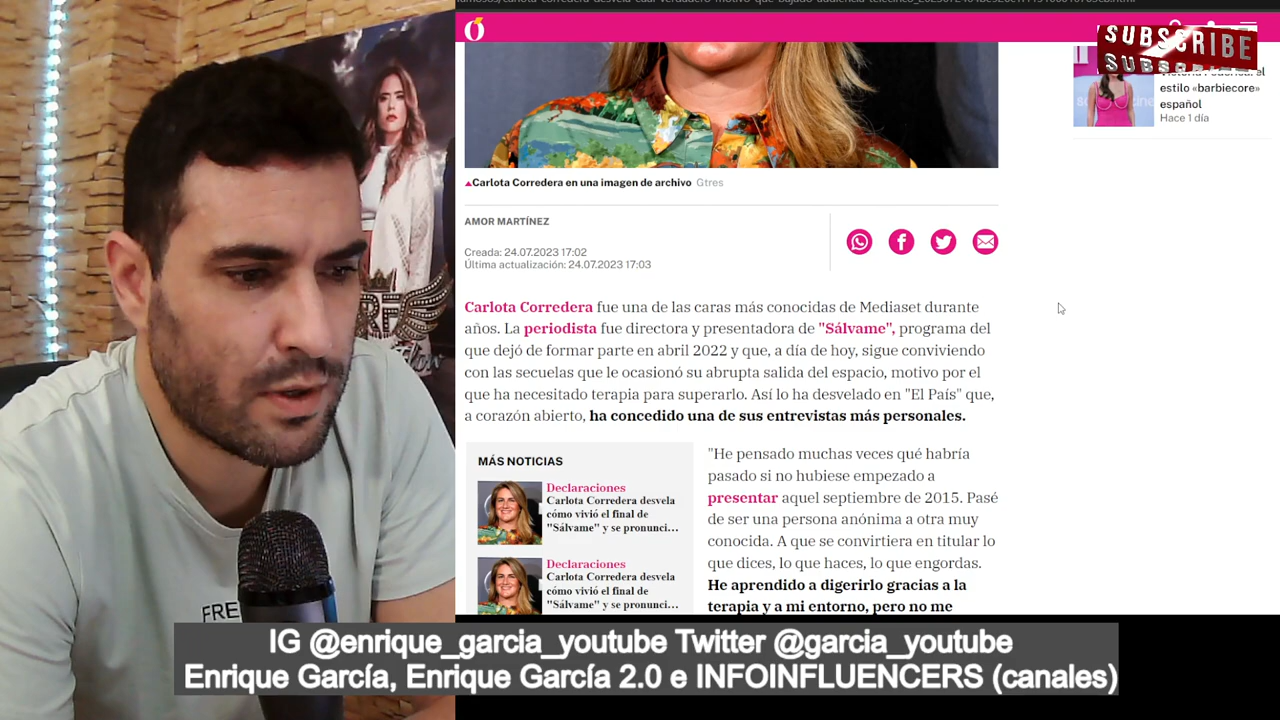 SUBSCRIBE
estilo «barbiecore»
español
Hace 1 día
Carlota Corredera en una imagen de archivo Gtres
AMOR MARTÍNEZ
Creada: 24.07.2023 17:02
Última actualización: 24.07.2023 17:03
Carlota Corredera fue una de las caras más conocidas de Mediaset durante
años. La periodista fue directora y presentadora de "Sálvame", programa del
que dejó de formar parte en abril 2022 y que, a día de hoy, sigue conviviendo
con las secuelas que le ocasionó su abrupta salida del espacio, motivo por el
que ha necesitado terapia para superarlo. Así lo ha desvelado en "El País" que,
a corazón abierto, ha concedido una de sus entrevistas más personales.
MÁS NOTICIAS
Declaraciones
Carlota Corredera desvela
cómo vivió el final de
"Sálvame" y se pronunci...
Declaraciones
Carlota Corredera desvela
cómo vivió el final de
"Sálvame" y se pronunci...
"He pensado muchas veces qué habría
pasado si no hubiese empezado a
presentar aquel septiembre de 2015. Pasé
de ser una persona anónima a otra muy
conocida. A que se convirtiera en titular lo
que dices, lo que haces, lo que engordas.
He aprendido a digerirlo gracias a la
terapia y a mi entorno, pero no me
FRE
IG @enrique_garcia_youtube Twitter @garcia_youtube
Enrique García, Enrique García 2.0 e INFOINFLUENCERS (canales)